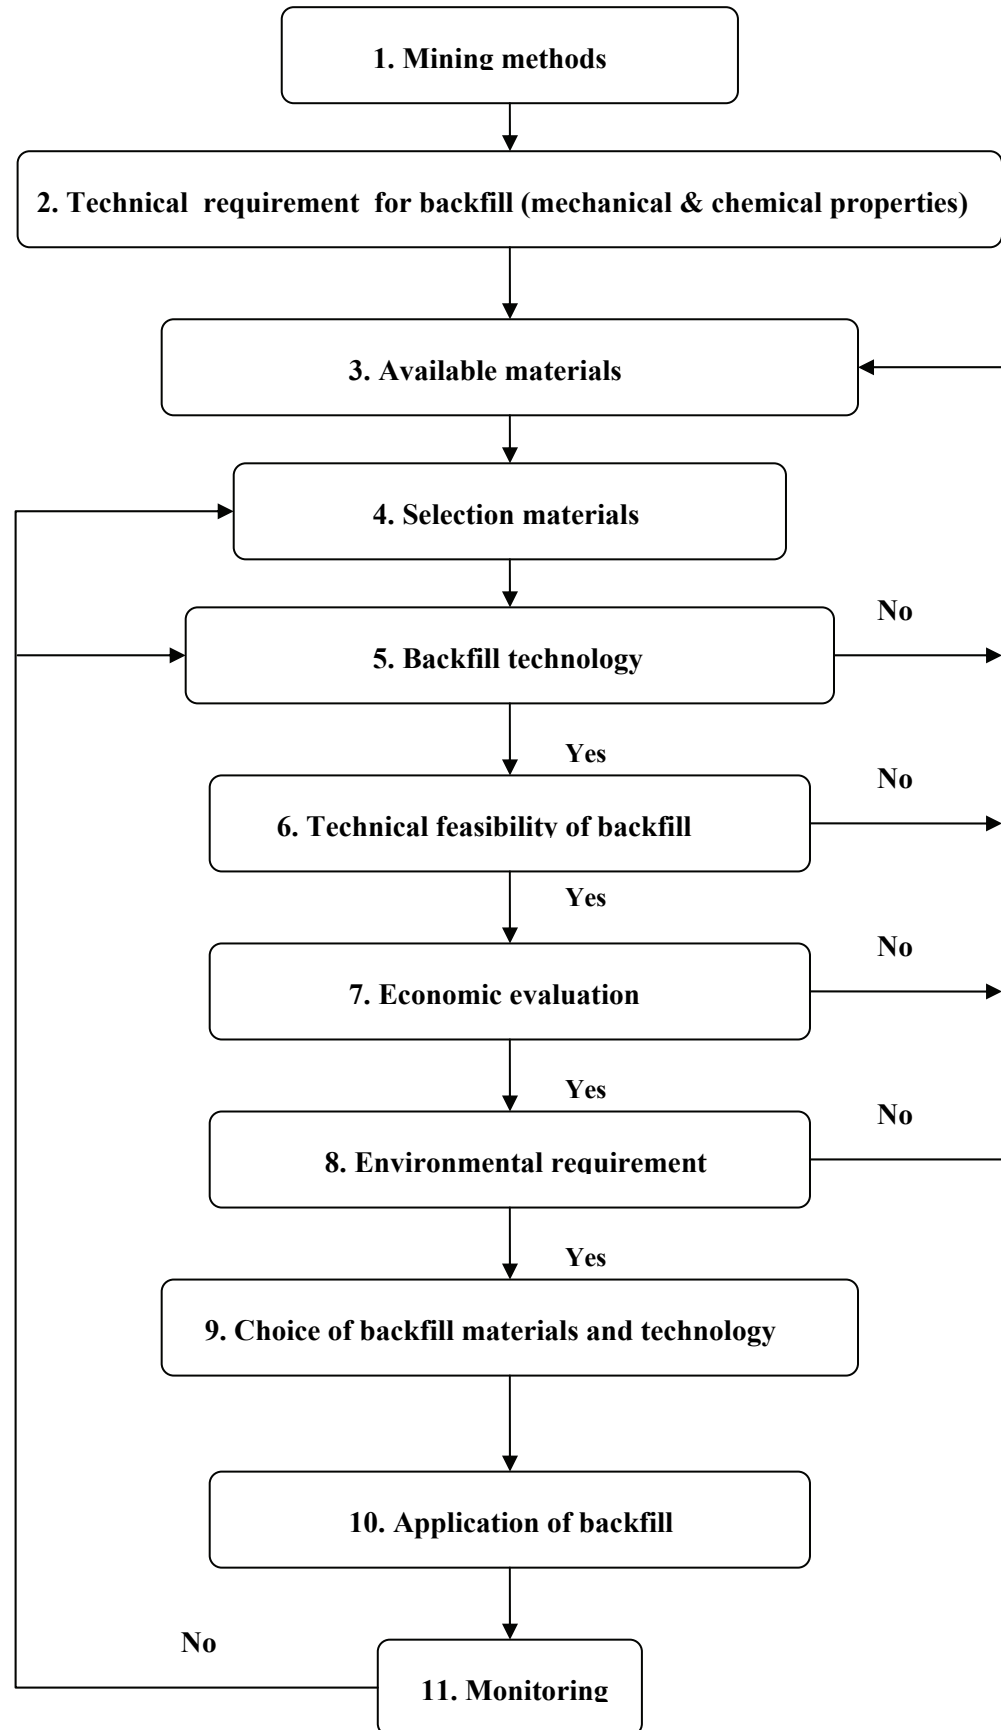 1. Mining methods
2. Technical requirement for backfill (mechanical & chemical properties)
3. Available materials
4. Selection materials
No
5. Backfill technology
Yes
No
6. Technical feasibility of backfill
Yes
No
7. Economic evaluation
Yes
No
8. Environmental requirement
Yes
9. Choice of backfill materials and technology
10. Application of backfill
No
11. Monitoring